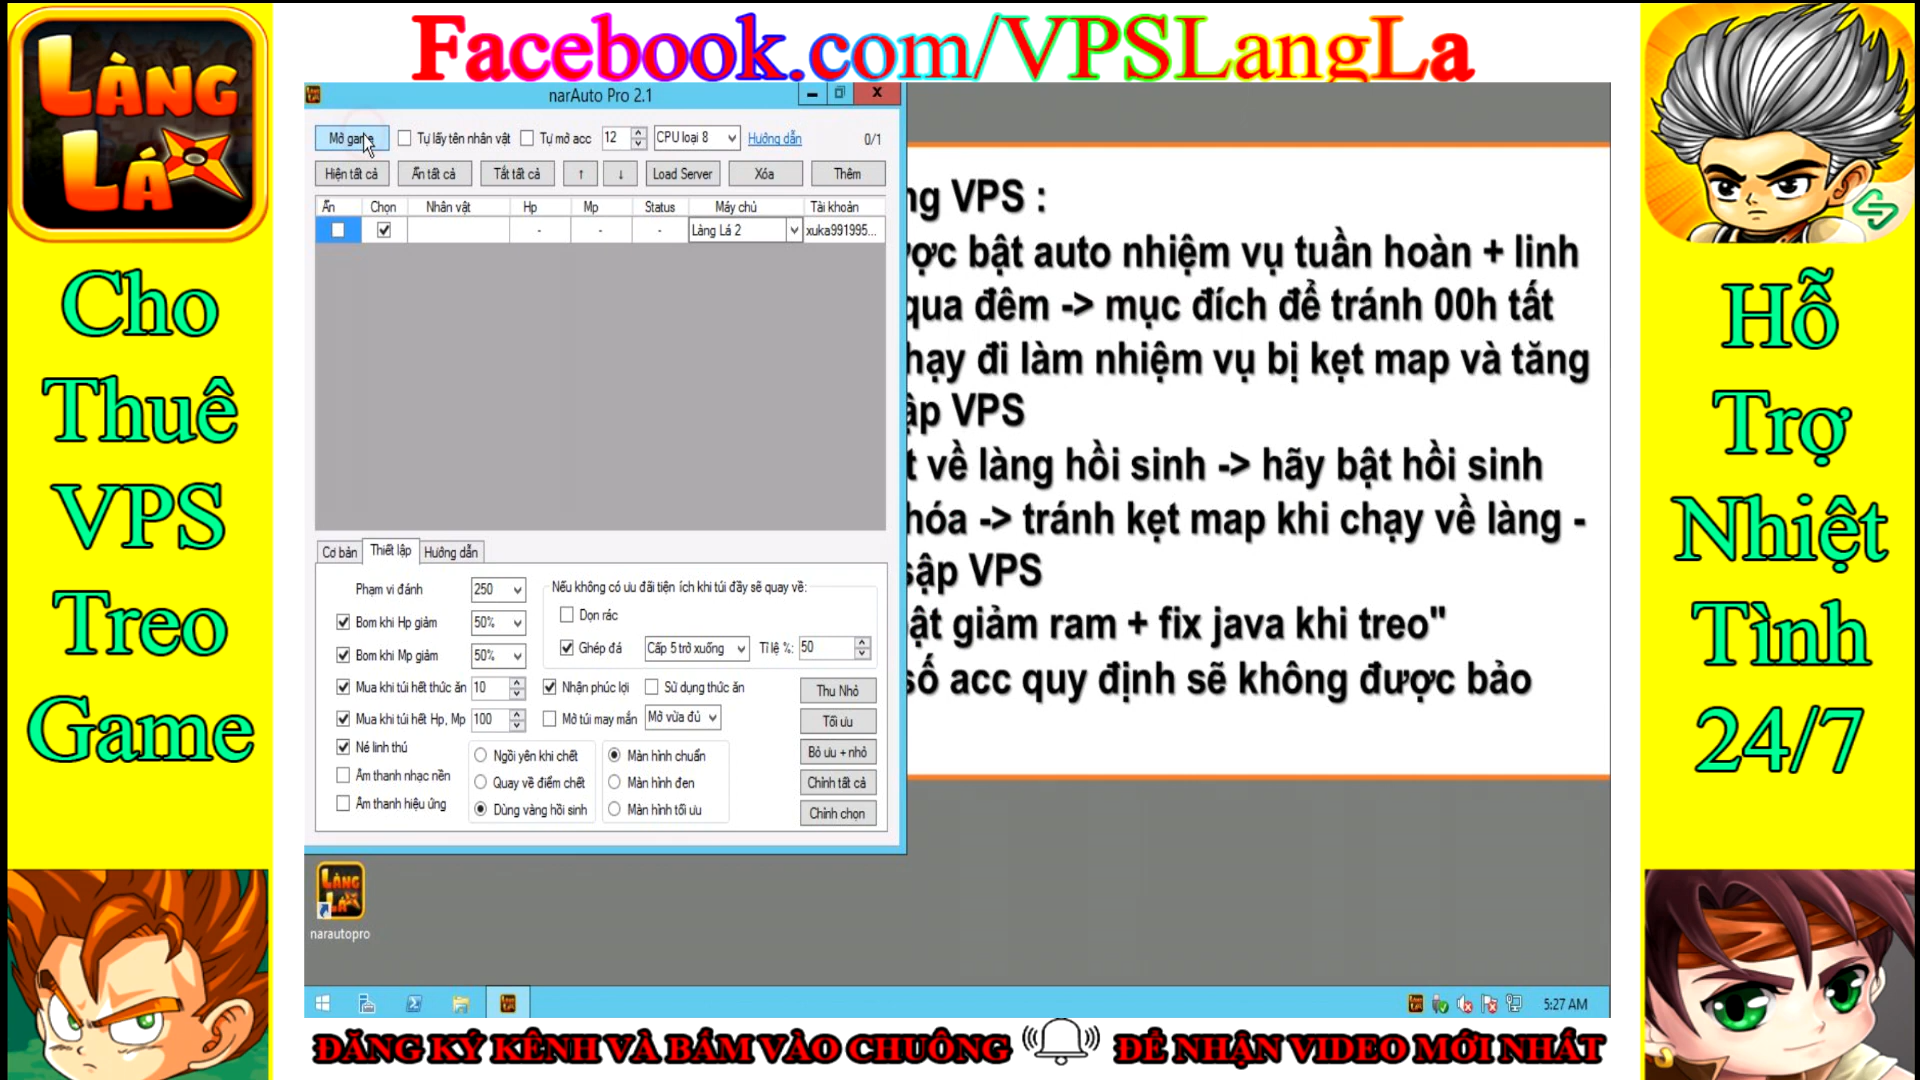 Facebook.com/VPSLangLa
LÀNG
LÁ
Cho
Thuê
VPS
Treo
Game
narAuto Pro 2.1
Mở game
Tự lấy tên nhân vật
Tự mở acc
12
CPU loại 8
Hướng dẫn
0/1
Hiện tất cả
Ẩn tất cả
Tắt tất cả
↑
↓
Load Server
Xóa
Thêm
Ẩn
Chọn
Nhân vật
Hp
Mp
Status
Máy chủ
Tài khoản
-
-
-
Làng Lá 2
xuka991995...
Cơ bản
Thiết lập
Hướng dẫn
Phạm vi đánh
250
Bom khi Hp giảm
50%
Bom khi Mp giảm
50%
Mua khi túi hết thức ăn
10
Mua khi túi hết Hp, Mp
100
Né linh thú
Âm thanh nhạc nền
Âm thanh hiệu ứng
Nếu không có ưu đãi tiện ích khi túi đầy sẽ quay về:
Dọn rác
Ghép đá
Cấp 5 trở xuống
Tỉ lệ %:
50
Nhận phúc lợi
Sử dụng thức ăn
Mở túi may mắn
Mở vừa đủ
Ngồi yên khi chết
Quay về điểm chết
Dùng vàng hồi sinh
Màn hình chuẩn
Màn hình đen
Màn hình tối ưu
Thu Nhỏ
Tối ưu
Bỏ ưu + nhỏ
Chỉnh tất cả
Chỉnh chọn
ng VPS :
ợc bật auto nhiệm vụ tuần hoàn + linh
qua đêm -> mục đích để tránh 00h tất
hạy đi làm nhiệm vụ bị kẹt map và tăng
ập VPS
t về làng hồi sinh -> hãy bật hồi sinh
hóa -> tránh kẹt map khi chạy về làng -
sập VPS
ật giảm ram + fix java khi treo"
số acc quy định sẽ không được bảo
LÀNG
LÁ
narautopro
5:27 AM
Hỗ
Trợ
Nhiệt
Tình
24/7
ĐĂNG KÝ KÊNH VÀ BẤM VÀO CHUÔNG ĐỂ NHẬN VIDEO MỚI NHẤT